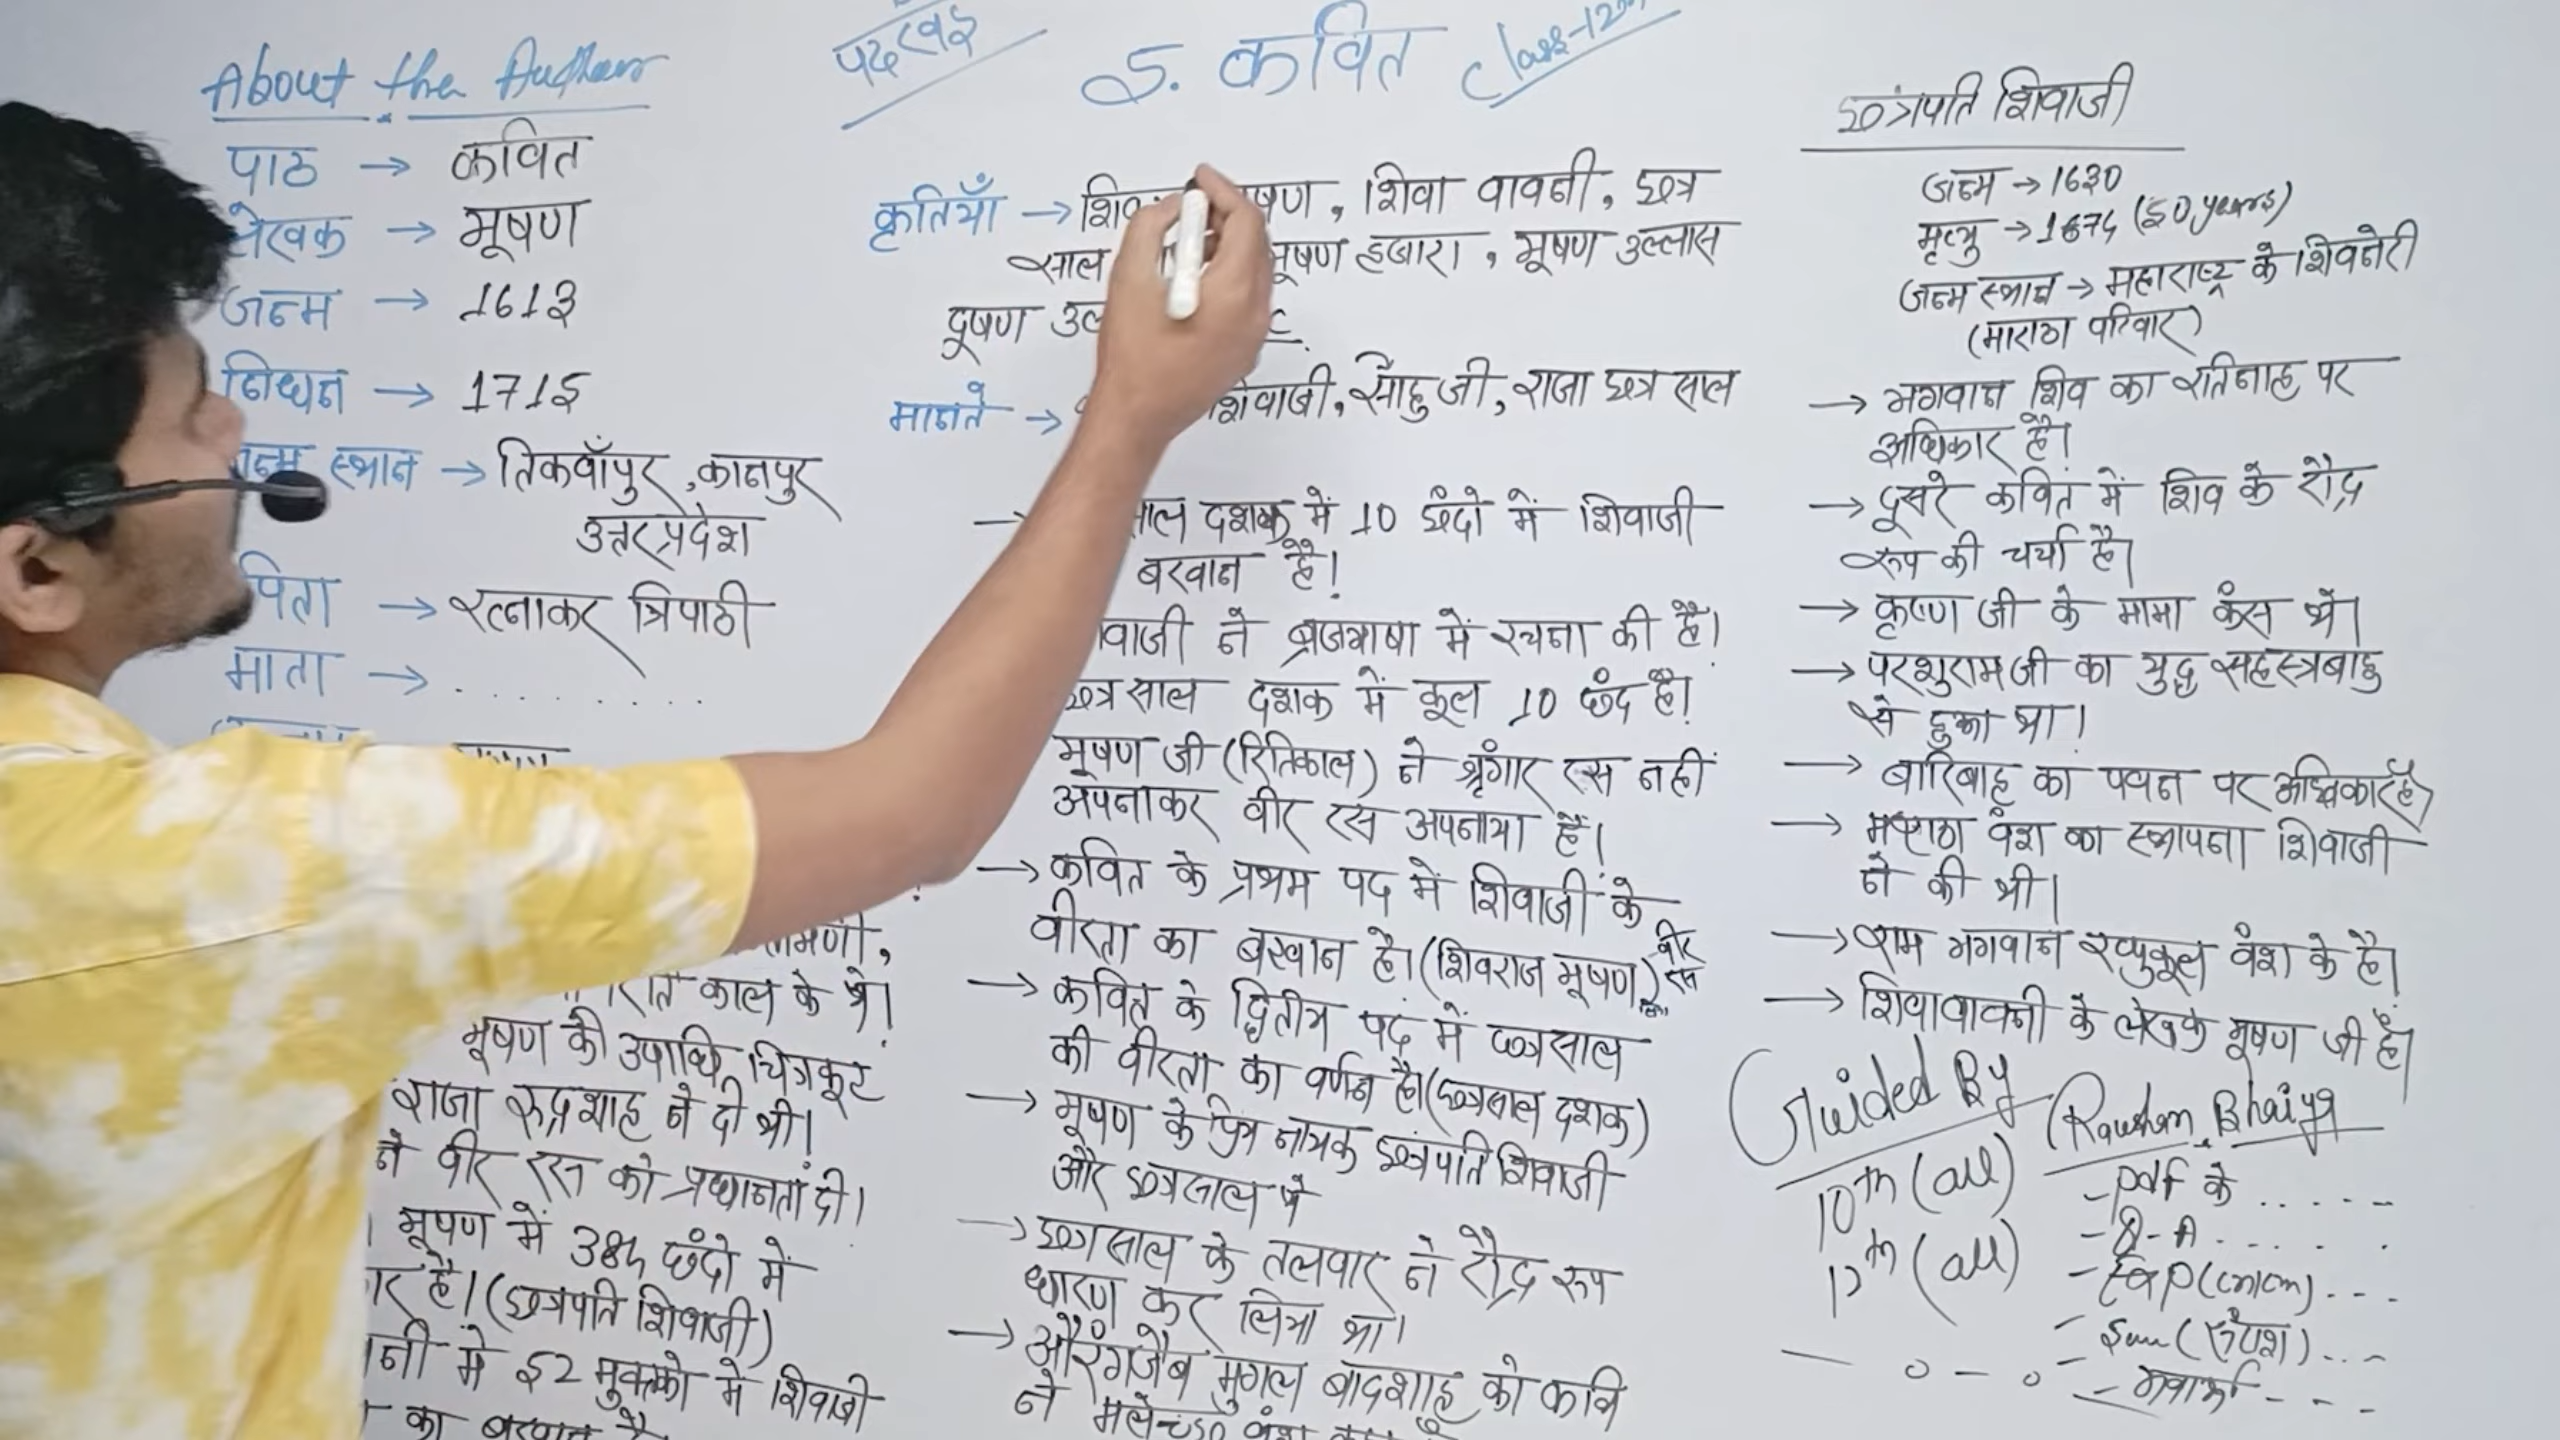 About the Author
पाठ → कवित
लेखक → भूषण
जन्म → 1613
निधन → 1715
जन्म स्थान → तिकवाँपुर, कानपुर
उत्तरप्रदेश
पिता → रत्नाकर त्रिपाठी
माता → . . . . . . . . .
काल के थे।
भूषण की उपाधि चित्रकूट
राजा रुद्रशाह ने दी थी।
ने वीर रस को प्रधानता दी।
भूषण में 384 छंदो में
है। (छत्रपति शिवाजी)
में 52 मुक्तको में शिवाजी
का बखान है
पद्य खंड
5. कवित
Class-12th
कृतियाँ → भूषण, शिवा वावनी, छत्र
साल भूषण हजारा, भूषण उल्लास
दूषण
मानते → शिवाजी, साहु जी, राजा छत्र साल
→ दशक में 10 छंदो में शिवाजी
बखान है!
ने ब्रजभाषा में रचना की है।
छत्र साल दशक में कूल 10 छंद है।
भूषण जी (रितिकाल) ने श्रृंगार रस नहीं
अपनाकर वीर रस अपनाया है।
→ कवित के प्रथम पद में शिवाजी के
वीरता का बखान है। (शिवराज भूषण) वीर रस
→ कवित के द्वितीय पद में छत्रसाल
की वीरता का वर्णन है। (छत्रसाल दशक)
→ भूषण के प्रिय नायक छत्रपति शिवाजी
और छत्रसाल थे
→ छत्रसाल के तलवार ने रौद्र रूप
धारण कर लिया था।
→ औरंगजेब मुगल बादशाह को कवि
ने मलेच्छ वंश
छत्रपति शिवाजी
जन्म → 1630
मृत्यु → 1674 (50 years)
जन्म स्थान → महाराष्ट्र के शिवनेरी
(माराठा परिवार)
→ भगवान शिव का रतिनाह पर
अधिकार है।
→ दूसरे कवित में शिव के रौद्र
रूप की चर्चा है।
→ कृष्ण जी के मामा कंस थे।
→ परशुराम जी का युद्ध सहस्त्रबाहु
से हुआ था।
→ बारिबाह का पवन पर अधिकार है
→ मराठा वंश का स्थापना शिवाजी
ने की थी।
→ राम भगवान रघुकूल वंश के है।
→ शिवावावनी के लेखक भूषण जी है।
Guided By
(Raushan Bhaiya
10th (all)
12th (all)
- pdf के . . . . .
- Q-A . . . . .
- Exp . . .
- Sum (सारांश) . . .
- भावार्थ - - -